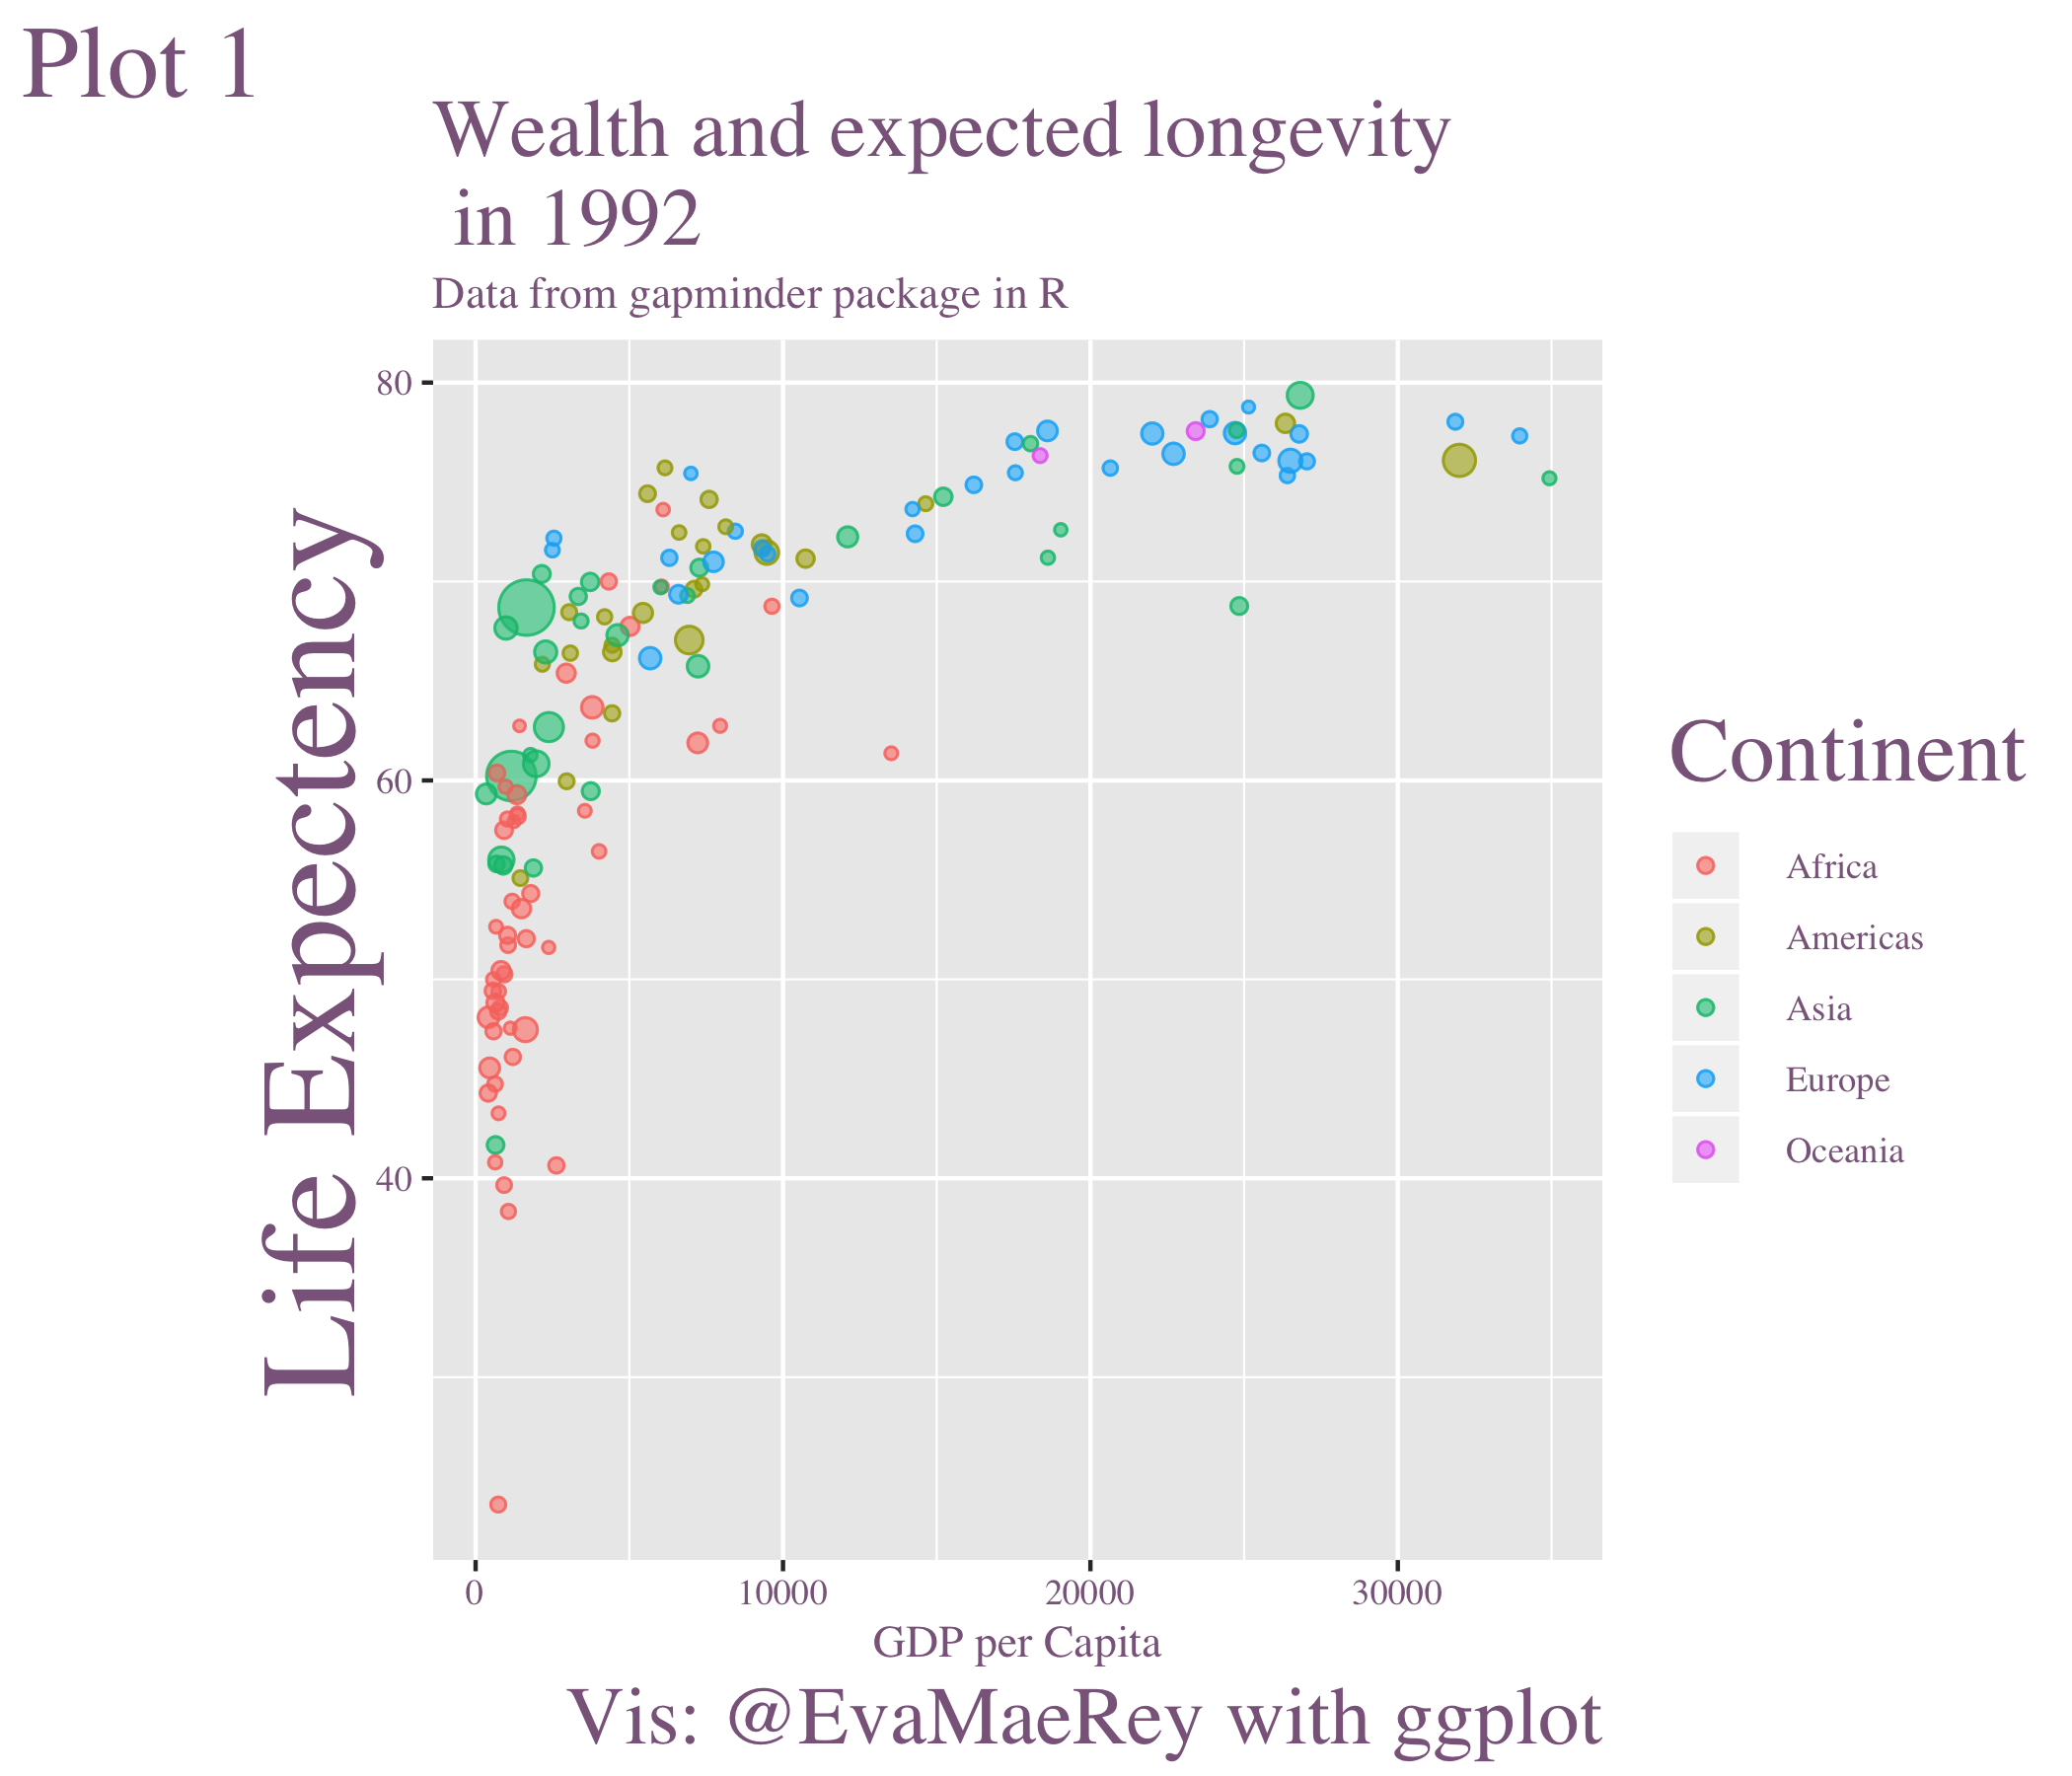 Plot 1
Wealth and expected longevity
in 1992
Data from gapminder package in R
80
60
40
Life Expectency
0 10000 20000 30000
GDP per Capita
Continent
Africa
Americas
Asia
Europe
Oceania
Vis: @EvaMaeRey with ggplot